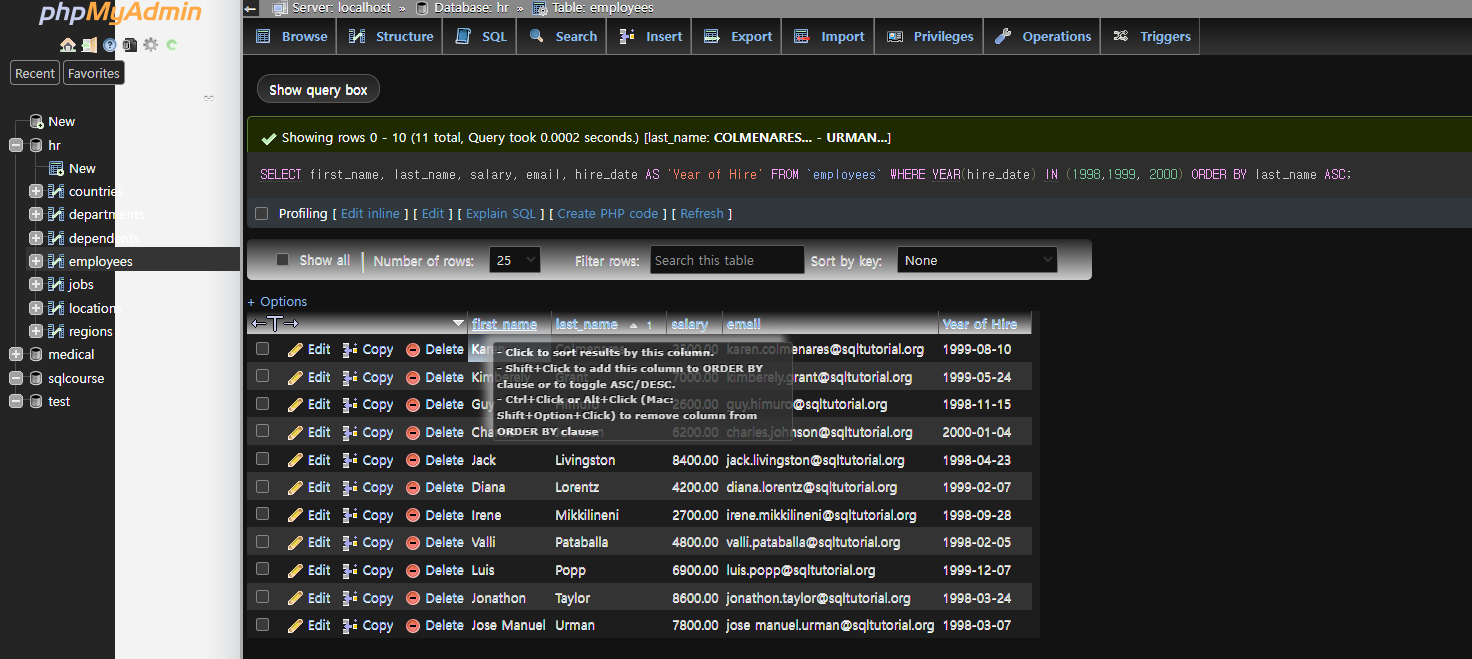 phpMyAdmin
Recent Favorites
New
hr
New
countries
departments
dependents
employees
jobs
locations
regions
medical
sqlcourse
test
Server: localhost » Database: hr » Table: employees
Browse Structure SQL Search Insert Export Import Privileges Operations Triggers
Show query box
Showing rows 0 - 10 (11 total, Query took 0.0002 seconds.) [last_name: COLMENARES... - URMAN...]
SELECT first_name, last_name, salary, email, hire_date AS 'Year of Hire' FROM `employees` WHERE YEAR(hire_date) IN (1998,1999, 2000) ORDER BY last_name ASC;
Profiling [ Edit inline ] [ Edit ] [ Explain SQL ] [ Create PHP code ] [ Refresh ]
Show all Number of rows: 25 Filter rows: Search this table Sort by key: None
+ Options
←T→ first_name last_name 1 salary email Year of Hire
Edit Copy Delete Karen Colmenares 2500.00 karen.colmenares@sqltutorial.org 1999-08-10
Edit Copy Delete Kimberely Grant 7000.00 kimberely.grant@sqltutorial.org 1999-05-24
Edit Copy Delete Guy Himuro 2600.00 guy.himuro@sqltutorial.org 1998-11-15
Edit Copy Delete Charles Johnson 6200.00 charles.johnson@sqltutorial.org 2000-01-04
Edit Copy Delete Jack Livingston 8400.00 jack.livingston@sqltutorial.org 1998-04-23
Edit Copy Delete Diana Lorentz 4200.00 diana.lorentz@sqltutorial.org 1999-02-07
Edit Copy Delete Irene Mikkilineni 2700.00 irene.mikkilineni@sqltutorial.org 1998-09-28
Edit Copy Delete Valli Pataballa 4800.00 valli.pataballa@sqltutorial.org 1998-02-05
Edit Copy Delete Luis Popp 6900.00 luis.popp@sqltutorial.org 1999-12-07
Edit Copy Delete Jonathon Taylor 8600.00 jonathon.taylor@sqltutorial.org 1998-03-24
Edit Copy Delete Jose Manuel Urman 7800.00 jose manuel.urman@sqltutorial.org 1998-03-07
- Click to sort results by this column.
- Shift+Click to add this column to ORDER BY
clause or to toggle ASC/DESC.
- Ctrl+Click or Alt+Click (Mac:
Shift+Option+Click) to remove column from
ORDER BY clause